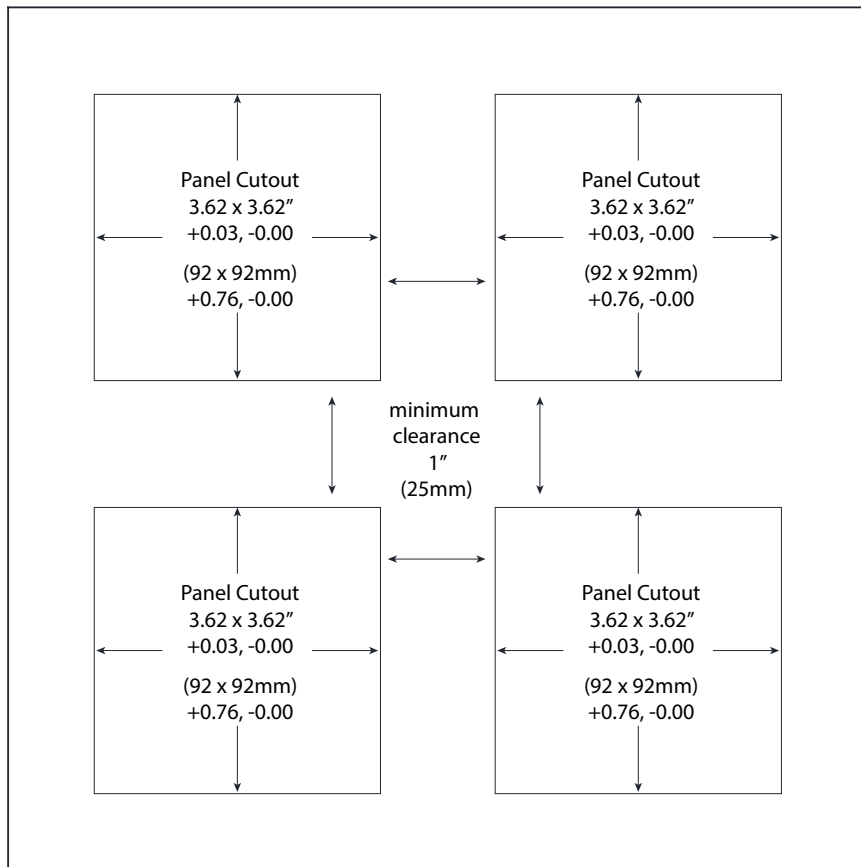 Panel Cutout
3.62 x 3.62”
+0.03, -0.00
(92 x 92mm)
+0.76, -0.00
Panel Cutout
3.62 x 3.62”
+0.03, -0.00
(92 x 92mm)
+0.76, -0.00
minimum
clearance
1”
(25mm)
Panel Cutout
3.62 x 3.62”
+0.03, -0.00
(92 x 92mm)
+0.76, -0.00
Panel Cutout
3.62 x 3.62”
+0.03, -0.00
(92 x 92mm)
+0.76, -0.00